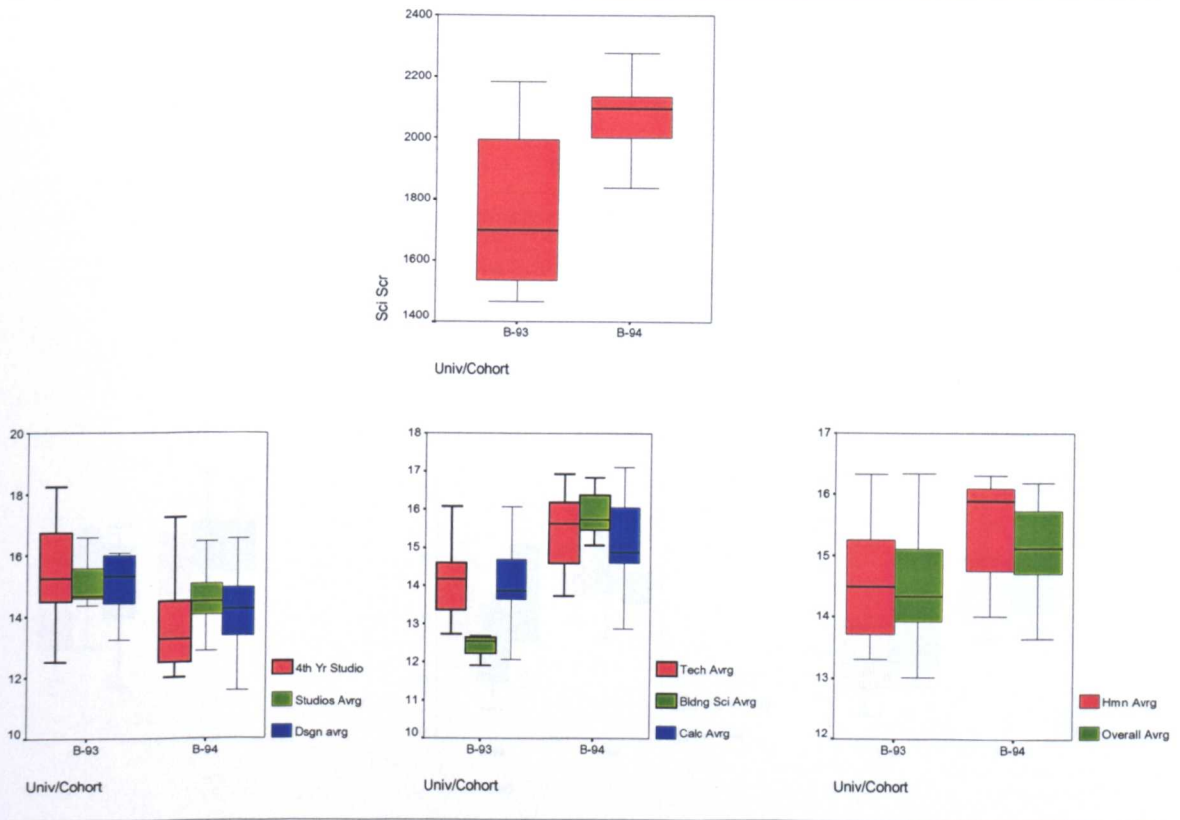 2400
2200
2000
1800
1600
1400
Sci Scr
B-93 B-94
Univ/Cohort
20
18
16
14
12
10
B-93 B-94
Univ/Cohort
4th Yr Studio
Studios Avrg
Dsgn avrg
18
17
16
15
14
13
12
11
10
B-93 B-94
Univ/Cohort
Tech Avrg
Bldng Sci Avrg
Calc Avrg
17
16
15
14
13
12
B-93 B-94
Univ/Cohort
Hmn Avrg
Overall Avrg